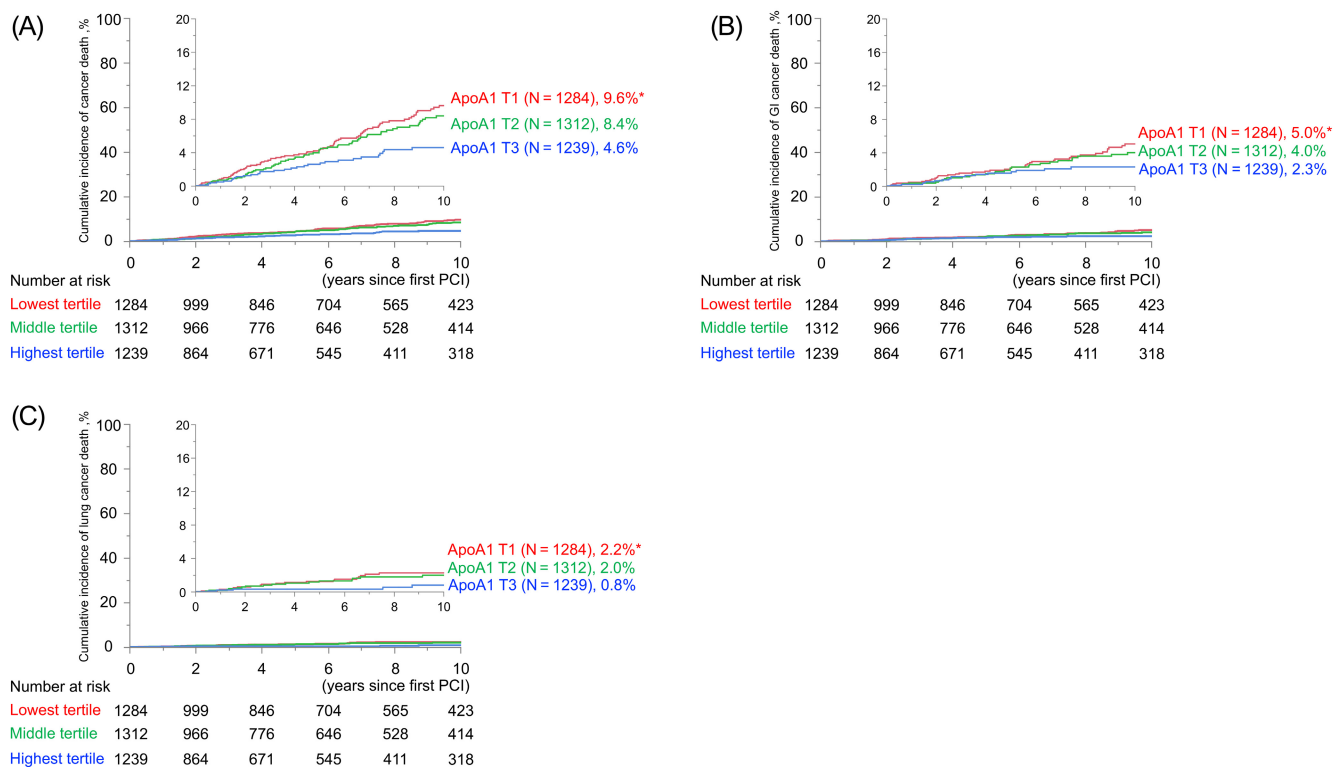 (A)
Cumulative incidence of cancer death ,%
100
80
60
40
20
0
20
16
12
8
4
0
0 2 4 6 8 10
ApoA1 T1 (N = 1284), 9.6%*
ApoA1 T2 (N = 1312), 8.4%
ApoA1 T3 (N = 1239), 4.6%
0 2 4 6 8 10
(years since first PCI)
Number at risk
Lowest tertile 1284 999 846 704 565 423
Middle tertile 1312 966 776 646 528 414
Highest tertile 1239 864 671 545 411 318
(B)
Cumulative incidence of GI cancer death ,%
100
80
60
40
20
0
20
16
12
8
4
0
0 2 4 6 8 10
ApoA1 T1 (N = 1284), 5.0%*
ApoA1 T2 (N = 1312), 4.0%
ApoA1 T3 (N = 1239), 2.3%
0 2 4 6 8 10
(years since first PCI)
Number at risk
Lowest tertile 1284 999 846 704 565 423
Middle tertile 1312 966 776 646 528 414
Highest tertile 1239 864 671 545 411 318
(C)
Cumulative incidence of lung cancer death ,%
100
80
60
40
20
0
20
16
12
8
4
0
0 2 4 6 8 10
ApoA1 T1 (N = 1284), 2.2%*
ApoA1 T2 (N = 1312), 2.0%
ApoA1 T3 (N = 1239), 0.8%
0 2 4 6 8 10
(years since first PCI)
Number at risk
Lowest tertile 1284 999 846 704 565 423
Middle tertile 1312 966 776 646 528 414
Highest tertile 1239 864 671 545 411 318